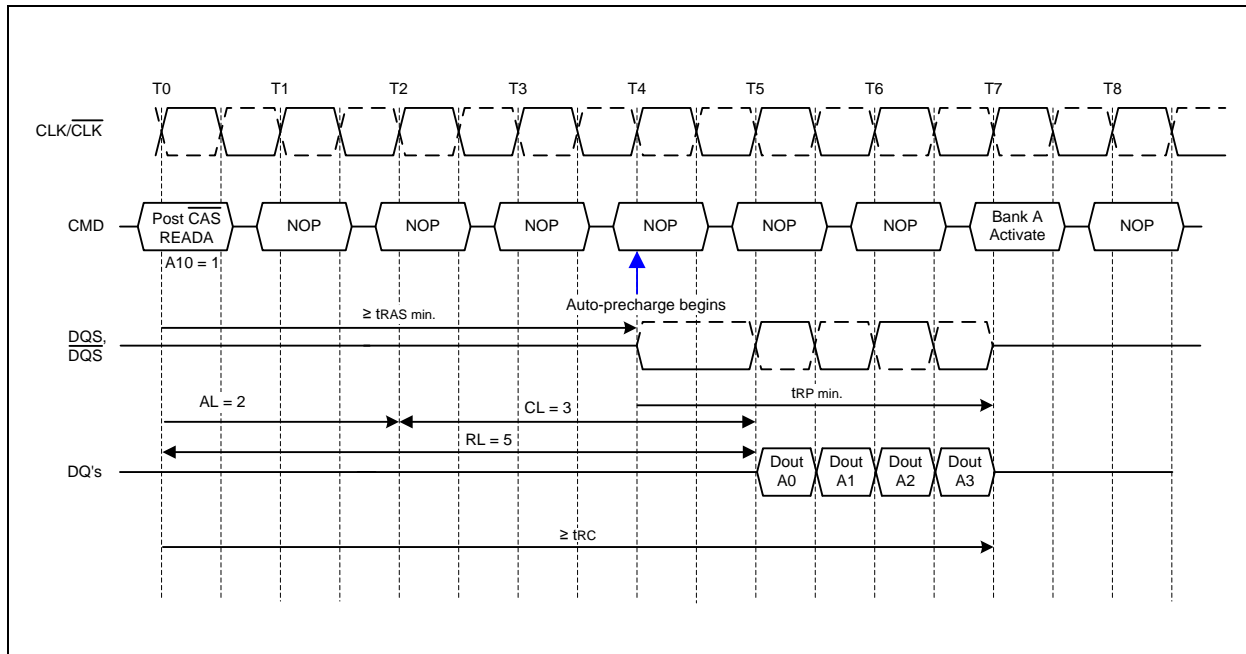 T0 T1 T2 T3 T4 T5 T6 T7 T8
CLK/CLK
CMD
Post CAS
READA
NOP NOP NOP NOP NOP NOP
Bank A
Activate
NOP
A10 = 1
Auto-precharge begins
≥ tRAS min.
DQS,
DQS
tRP min.
AL = 2
CL = 3
RL = 5
DQ's
Dout
A0
Dout
A1
Dout
A2
Dout
A3
≥ tRC